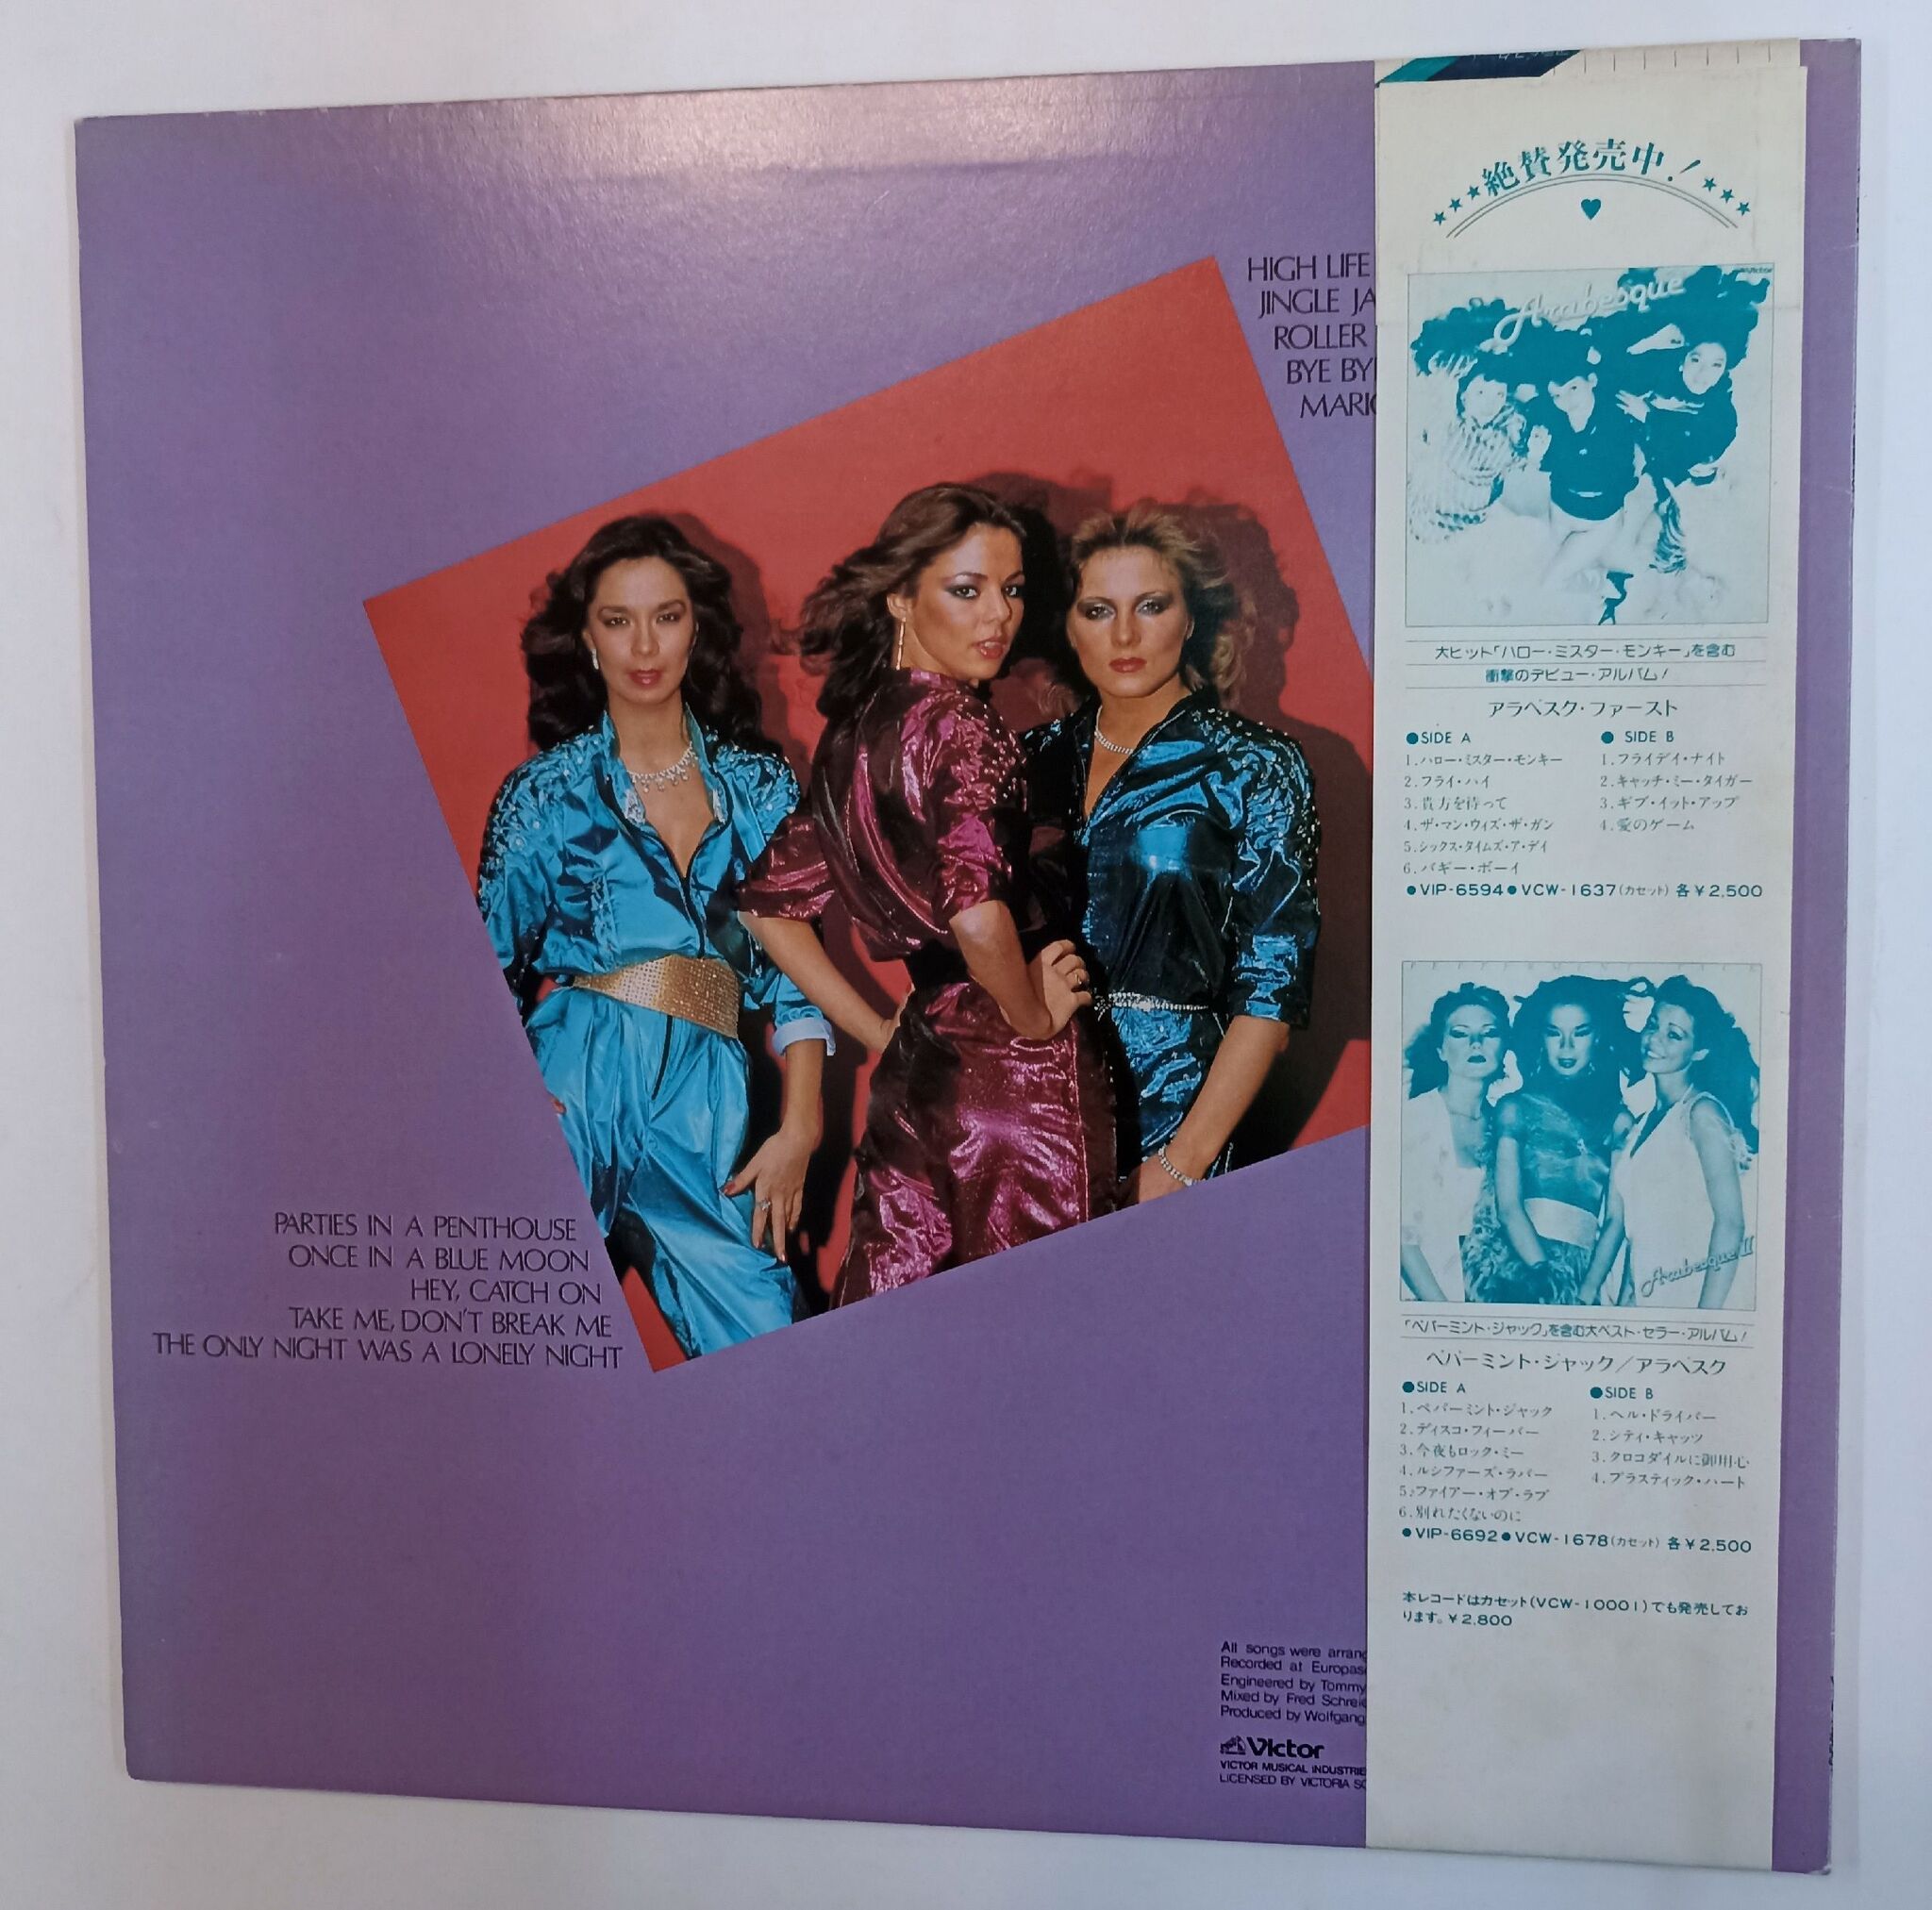 HIGH LIFE
JINGLE JA
ROLLER
BYE BY
MARI
PARTIES IN A PENTHOUSE
ONCE IN A BLUE MOON
HEY, CATCH ON
TAKE ME, DON'T BREAK ME
THE ONLY NIGHT WAS A LONELY NIGHT
All songs were arran
Recorded at Europas
Engineered by Tommy
Mixed by Fred Schrei
Produced by Wolfgang
Victor
VICTOR MUSICAL INDUSTRIE
LICENSED BY VICTORIA SO
絶賛発売中!
Arabesque
大ヒット「ハロー・ミスター・モンキー」を含む
衝撃のデビュー・アルバム!
アラベスク・ファースト
●SIDE A
1.ハロー・ミスター・モンキー
2.フライ・ハイ
3.貴方を待って
4.ザ・マン・ウィズ・ザ・ガン
5.シックス・タイムズ・ア・デイ
6.バギー・ボーイ
● SIDE B
1.フライデイ・ナイト
2.キャッチ・ミー・タイガー
3.ギブ・イット・アップ
4.愛のゲーム
●VIP-6594●VCW-1637(カセット) 各¥2,500
Arabesque II
「ペパーミント・ジャック」を含む大ベスト・セラー・アルバム!
ペパーミント・ジャック/アラベスク
●SIDE A
1.ペパーミント・ジャック
2.ディスコ・フィーバー
3.今夜もロック・ミー
4.ルシファーズ・ラバー
5.ファイアー・オブ・ラブ
6.別れたくないのに
●SIDE B
1.ヘル・ドライバー
2.シティ・キャッツ
3.クロコダイルに御用心
4.プラスティック・ハート
●VIP-6692●VCW-1678(カセット) 各¥2,500
本レコードはカセット(VCW-10001)でも発売してお
ります。¥2,800